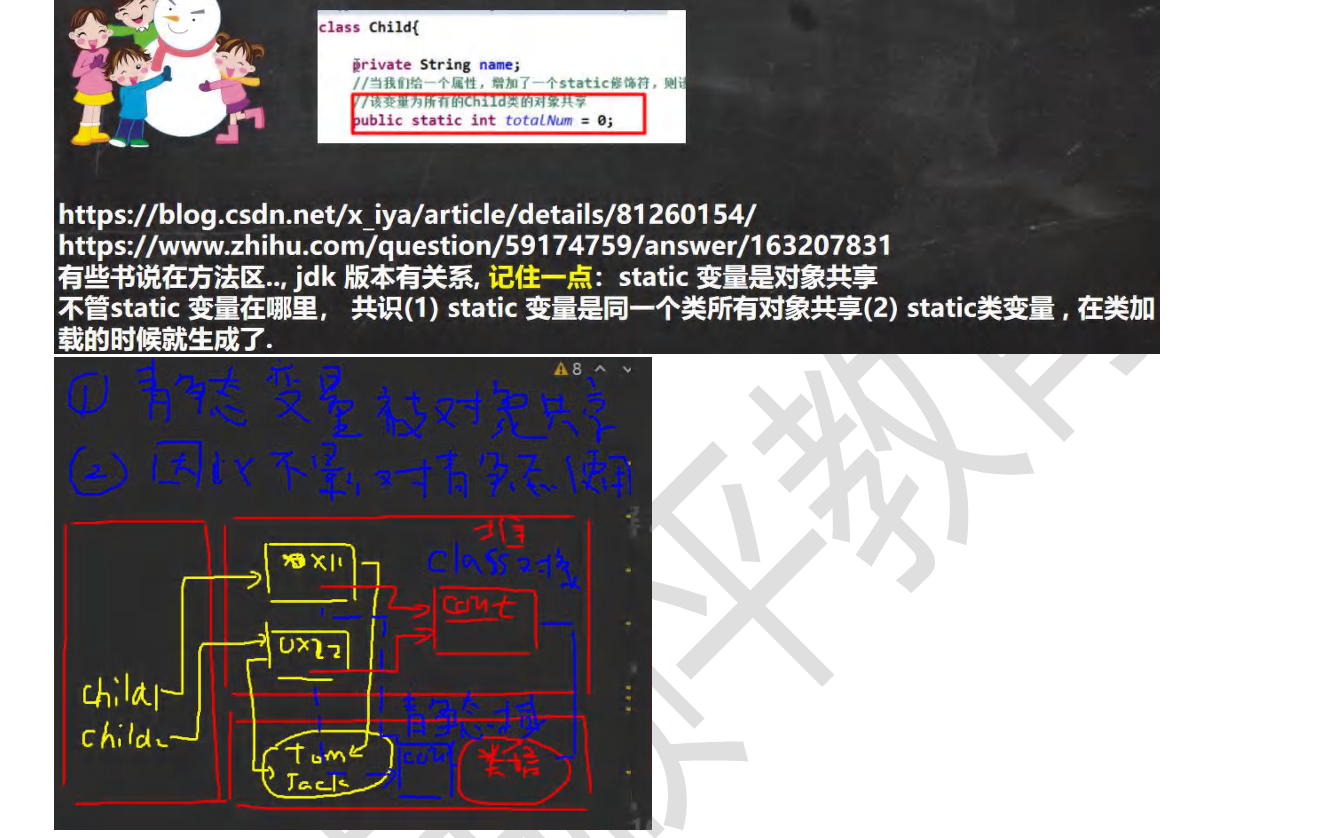 class Child{
private String name;
//当我们给一个属性，增加了一个static修饰符，则该
//该变量为所有的Child类的对象共享
public static int totalNum = 0;
https://blog.csdn.net/x_iya/article/details/81260154/
https://www.zhihu.com/question/59174759/answer/163207831
有些书说在方法区.., jdk 版本有关系, 记住一点：static 变量是对象共享
不管static 变量在哪里， 共识(1) static 变量是同一个类所有对象共享(2) static类变量，在类加
载的时候就生成了.
8
① 静态变量被对象共享
(2) 因此不影响对静态使用
堆
class对象
0x11
count
0x22
child1
child2
静态域
Tom
Jack
coun
类信
顺平教育